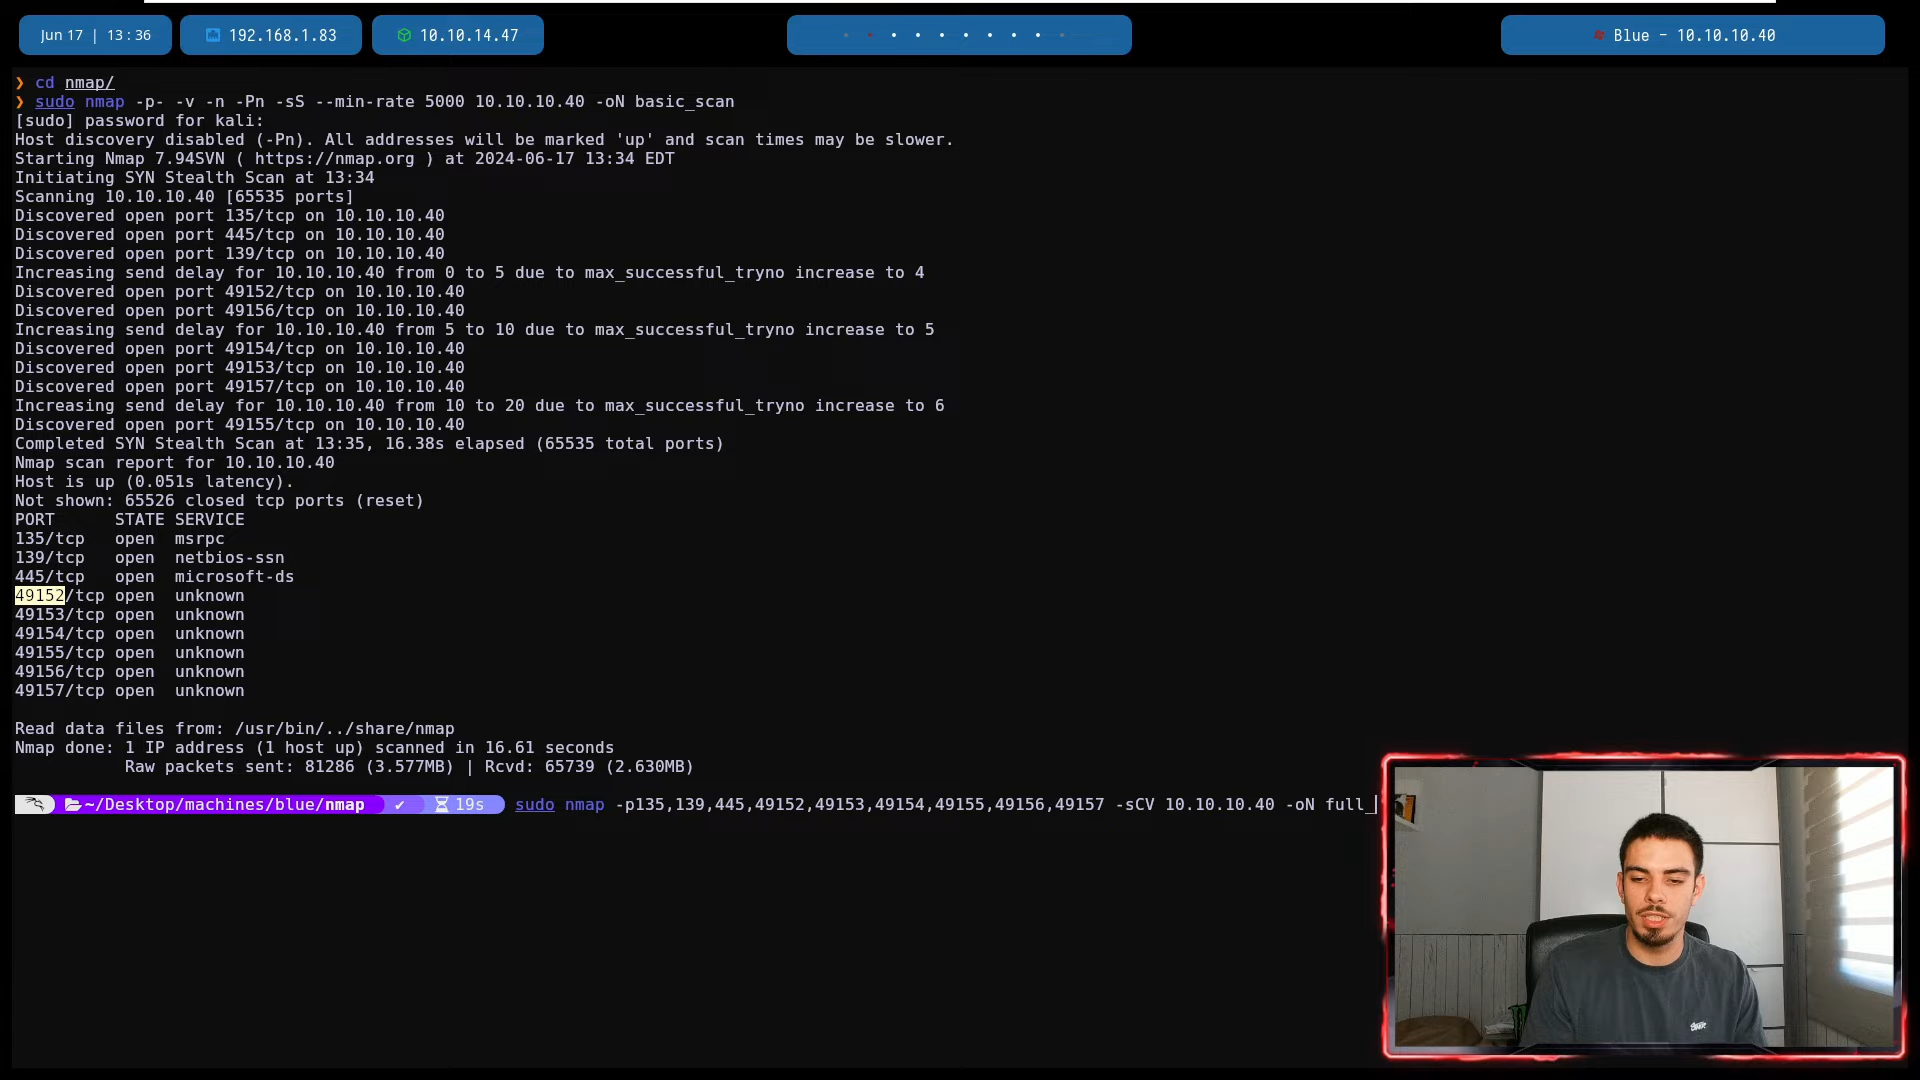 Jun 17 | 13 : 36
192.168.1.83
10.10.14.47
Blue - 10.10.10.40
❯ cd nmap/
❯ sudo nmap -p- -v -n -Pn -sS --min-rate 5000 10.10.10.40 -oN basic_scan
[sudo] password for kali:
Host discovery disabled (-Pn). All addresses will be marked 'up' and scan times may be slower.
Starting Nmap 7.94SVN ( https://nmap.org ) at 2024-06-17 13:34 EDT
Initiating SYN Stealth Scan at 13:34
Scanning 10.10.10.40 [65535 ports]
Discovered open port 135/tcp on 10.10.10.40
Discovered open port 445/tcp on 10.10.10.40
Discovered open port 139/tcp on 10.10.10.40
Increasing send delay for 10.10.10.40 from 0 to 5 due to max_successful_tryno increase to 4
Discovered open port 49152/tcp on 10.10.10.40
Discovered open port 49156/tcp on 10.10.10.40
Increasing send delay for 10.10.10.40 from 5 to 10 due to max_successful_tryno increase to 5
Discovered open port 49154/tcp on 10.10.10.40
Discovered open port 49153/tcp on 10.10.10.40
Discovered open port 49157/tcp on 10.10.10.40
Increasing send delay for 10.10.10.40 from 10 to 20 due to max_successful_tryno increase to 6
Discovered open port 49155/tcp on 10.10.10.40
Completed SYN Stealth Scan at 13:35, 16.38s elapsed (65535 total ports)
Nmap scan report for 10.10.10.40
Host is up (0.051s latency).
Not shown: 65526 closed tcp ports (reset)
PORT      STATE SERVICE
135/tcp   open  msrpc
139/tcp   open  netbios-ssn
445/tcp   open  microsoft-ds
49152/tcp open  unknown
49153/tcp open  unknown
49154/tcp open  unknown
49155/tcp open  unknown
49156/tcp open  unknown
49157/tcp open  unknown
Read data files from: /usr/bin/../share/nmap
Nmap done: 1 IP address (1 host up) scanned in 16.61 seconds
Raw packets sent: 81286 (3.577MB) | Rcvd: 65739 (2.630MB)
~/Desktop/machines/blue/nmap ✔ 19s sudo nmap -p135,139,445,49152,49153,49154,49155,49156,49157 -sCV 10.10.10.40 -oN full_